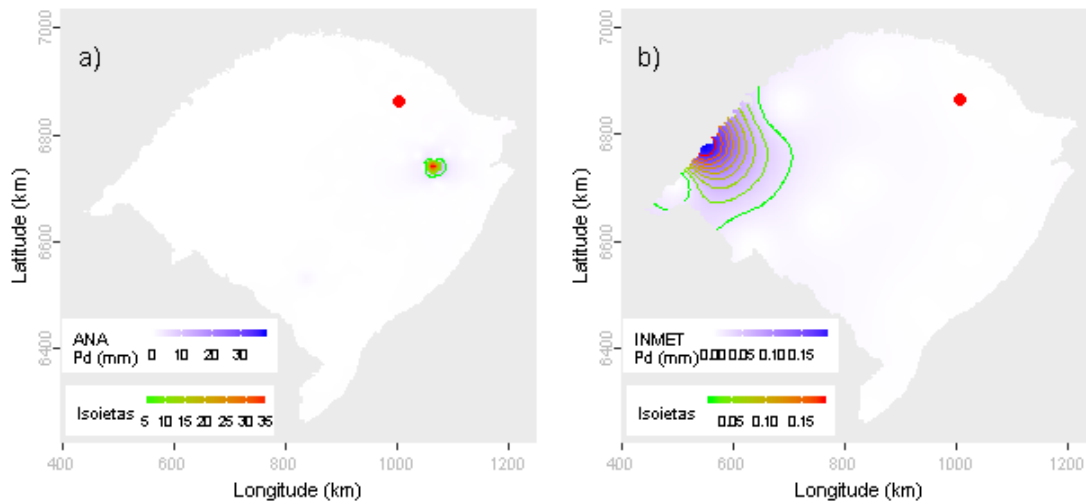 a)
7000
6800
6600
6400
Latitude (km)
ANA
Pd (mm)
0 10 20 30
Isoietas
5 10 15 20 25 30 35
400 600 800 1000 1200
Longitude (km)
b)
7000
6800
6600
6400
Latitude (km)
INMET
Pd (mm)
0.00 0.05 0.10 0.15
Isoietas
0.05 0.10 0.15
400 600 800 1000 1200
Longitude (km)